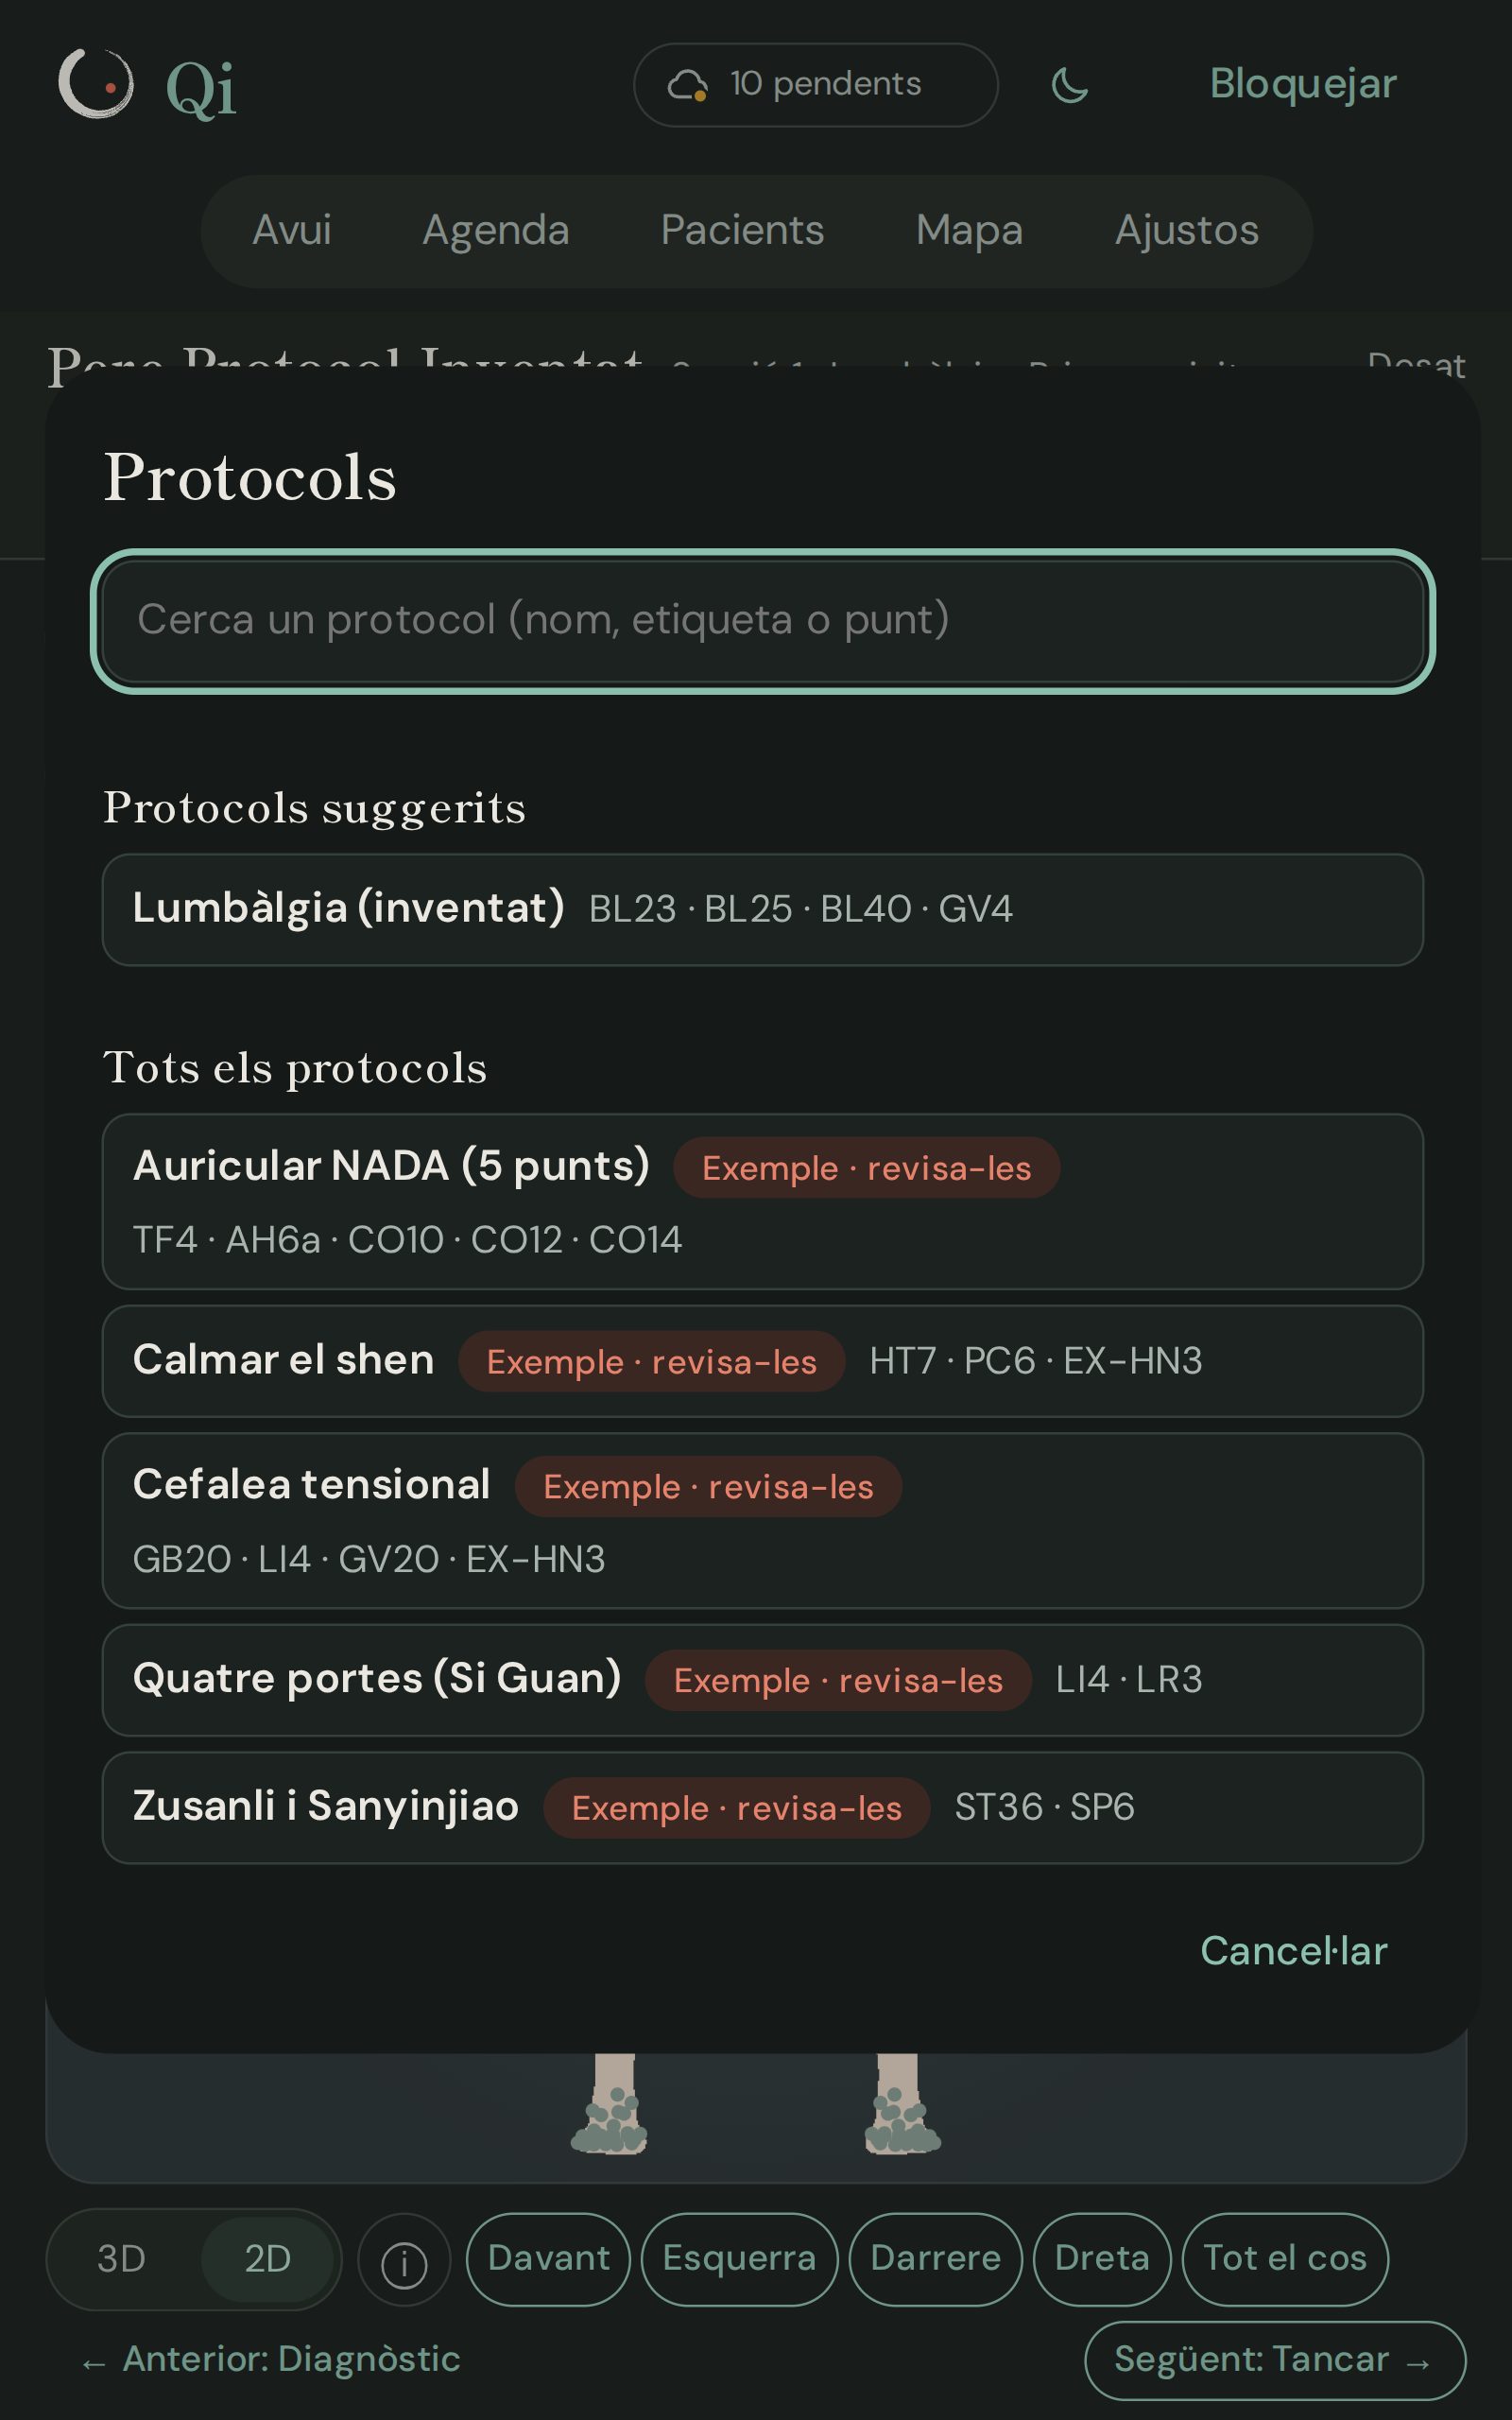 Qi
10 pendents
Bloquejar
Avui Agenda Pacients Mapa Ajustos
Pere Protocol Inventat
Desat
Protocols
Cerca un protocol (nom, etiqueta o punt)
Protocols suggerits
Lumbàlgia (inventat) BL23 · BL25 · BL40 · GV4
Tots els protocols
Auricular NADA (5 punts) Exemple · revisa-les
TF4 · AH6a · CO10 · CO12 · CO14
Calmar el shen Exemple · revisa-les HT7 · PC6 · EX-HN3
Cefalea tensional Exemple · revisa-les
GB20 · LI4 · GV20 · EX-HN3
Quatre portes (Si Guan) Exemple · revisa-les LI4 · LR3
Zusanli i Sanyinjiao Exemple · revisa-les ST36 · SP6
Cancel·lar
3D 2D i Davant Esquerra Darrere Dreta Tot el cos
← Anterior: Diagnòstic Següent: Tancar →